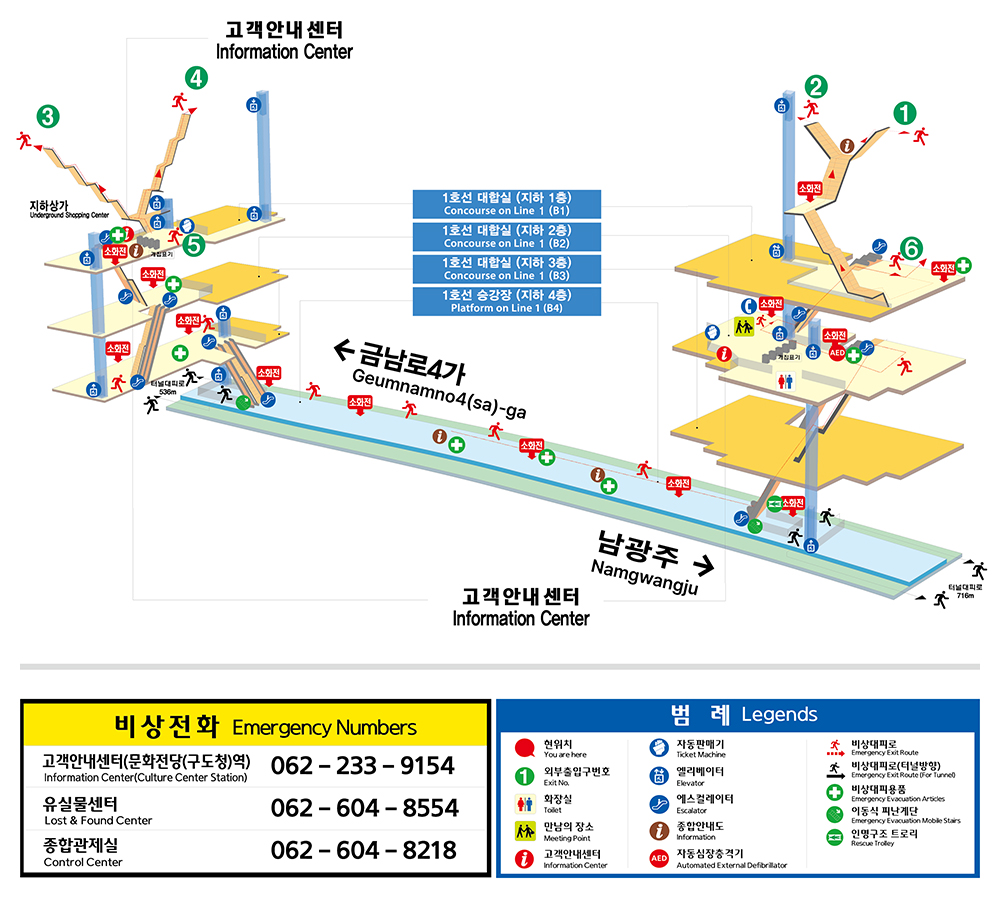 고객안내센터
Information Center
4
3
2
1
지하상가
Underground Shopping Center
5
개집표기
6
소화전
소화전
소화전
소화전
소화전
소화전
1호선 대합실 (지하 1층)
Concourse on Line 1 (B1)
1호선 대합실 (지하 2층)
Concourse on Line 1 (B2)
1호선 대합실 (지하 3층)
Concourse on Line 1 (B3)
1호선 승강장 (지하 4층)
Platform on Line 1 (B4)
소화전
소화전
소화전
개집표기
소화전
AED
터널대피로
536m
소화전
← 금남로4가
Geumnamno4(sa)-ga
소화전
소화전
소화전
소화전
남광주 →
Namgwangju
터널대피로
716m
고객안내센터
Information Center
비상전화 Emergency Numbers
고객안내센터(문화전당(구도청)역)
Information Center(Culture Center Station)
062 – 233 – 9154
유실물센터
Lost & Found Center
062 – 604 – 8554
종합관제실
Control Center
062 – 604 – 8218
범 례 Legends
현위치
You are here
1 외부출입구번호
Exit No.
화장실
Toilet
만남의 장소
Meeting Point
고객안내센터
Information Center
자동판매기
Ticket Machine
엘리베이터
Elevator
에스컬레이터
Escalator
종합안내도
Information
AED 자동심장충격기
Automated External Defibrillator
비상대피로
Emergency Exit Route
비상대피로(터널방향)
Emergency Exit Route (For Tunnel)
비상대피용품
Emergency Evacuation Articles
이동식 피난계단
Emergency Evacuation Mobile Stairs
인명구조 트로리
Rescue Trolley